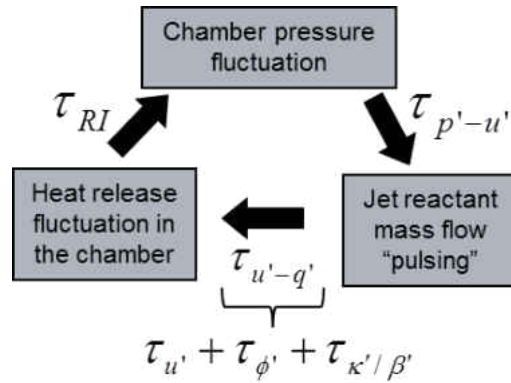 Chamber pressure
fluctuation
τ_RI
τ_p'−u'
Heat release
fluctuation in
the chamber
Jet reactant
mass flow
“pulsing”
τ_u'−q'
τ_u' + τ_ϕ' + τ_κ'/β'